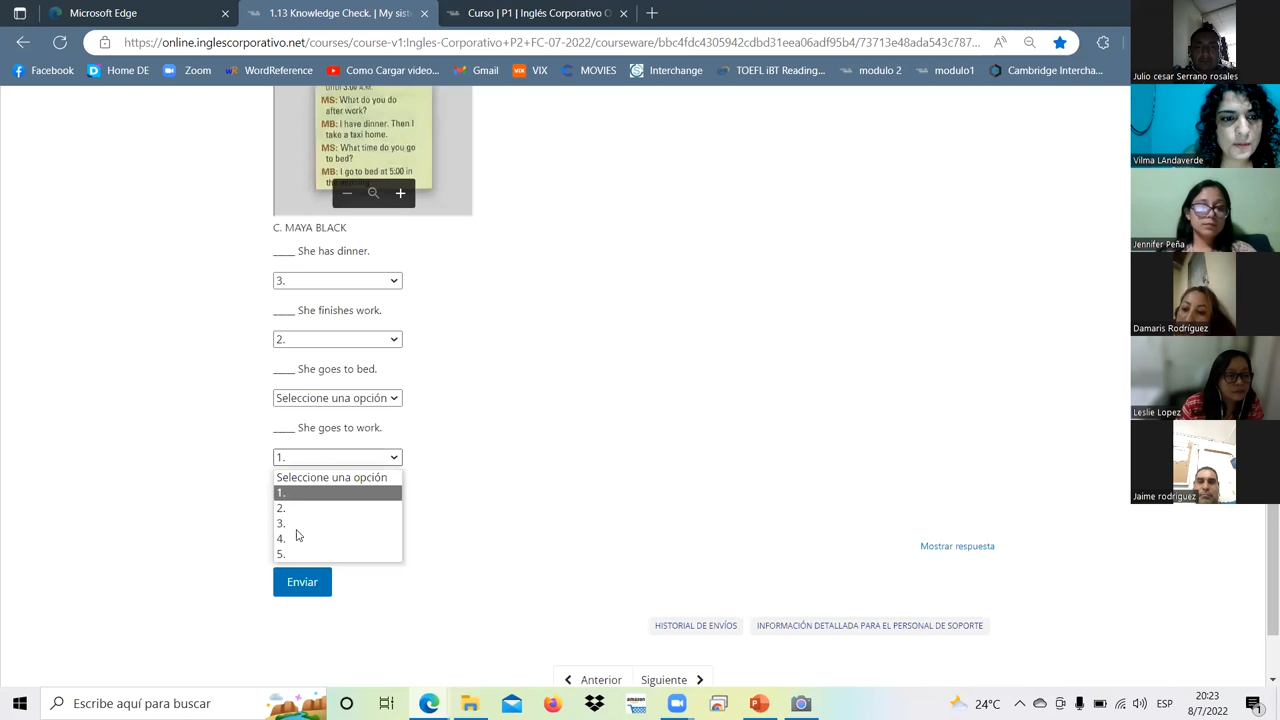 Microsoft Edge
1.13 Knowledge Check. | My sist
Curso | P1 | Inglés Corporativo O
https://online.inglescorporativo.net/courses/course-v1:Ingles-Corporativo+P2+FC-07-2022/courseware/bbc4fdc4305942cdbd31eea06adf95b4/73713e48ada543c787...
Facebook
Home DE
Zoom
WordReference
Como Cargar video...
Gmail
VIX
MOVIES
Interchange
TOEFL iBT Reading...
modulo 2
modulo1
Cambridge Intercha...
until 3:00 A.M.
MS: What do you do
after work?
MB: I have dinner. Then I
take a taxi home.
MS: What time do you go
to bed?
MB: I go to bed at 5:00 in
C. MAYA BLACK
____ She has dinner.
3.
____ She finishes work.
2.
____ She goes to bed.
Seleccione una opción
____ She goes to work.
1.
Seleccione una opción
1.
2.
3.
4.
5.
Mostrar respuesta
Enviar
HISTORIAL DE ENVÍOS
INFORMACIÓN DETALLADA PARA EL PERSONAL DE SOPORTE
Anterior
Siguiente
Julio cesar Serrano rosales
Vilma LAndaverde
Jennifer Peña
Damaris Rodríguez
Leslie Lopez
Jaime rodriguez
Escribe aquí para buscar
24°C
ESP
20:23
8/7/2022